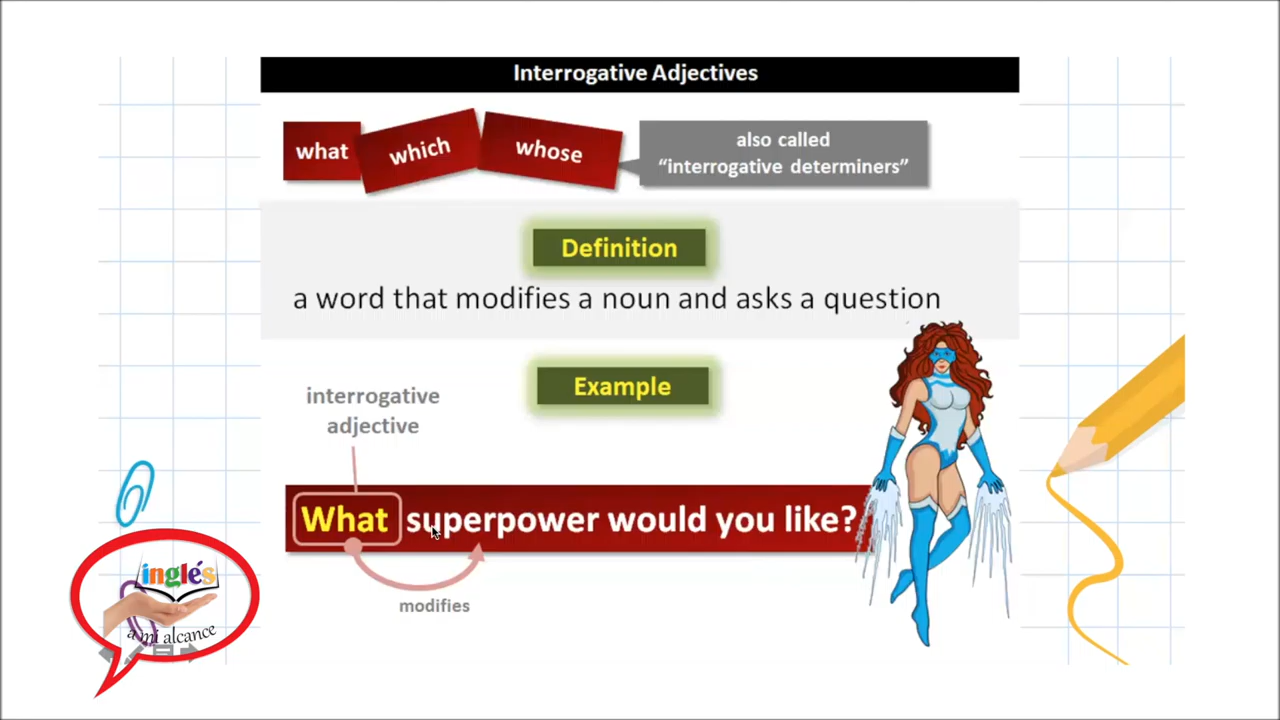 Interrogative Adjectives
what
which
whose
also called
“interrogative determiners”
Definition
a word that modifies a noun and asks a question
Example
interrogative
adjective
What superpower would you like?
modifies
inglés
a mi alcance